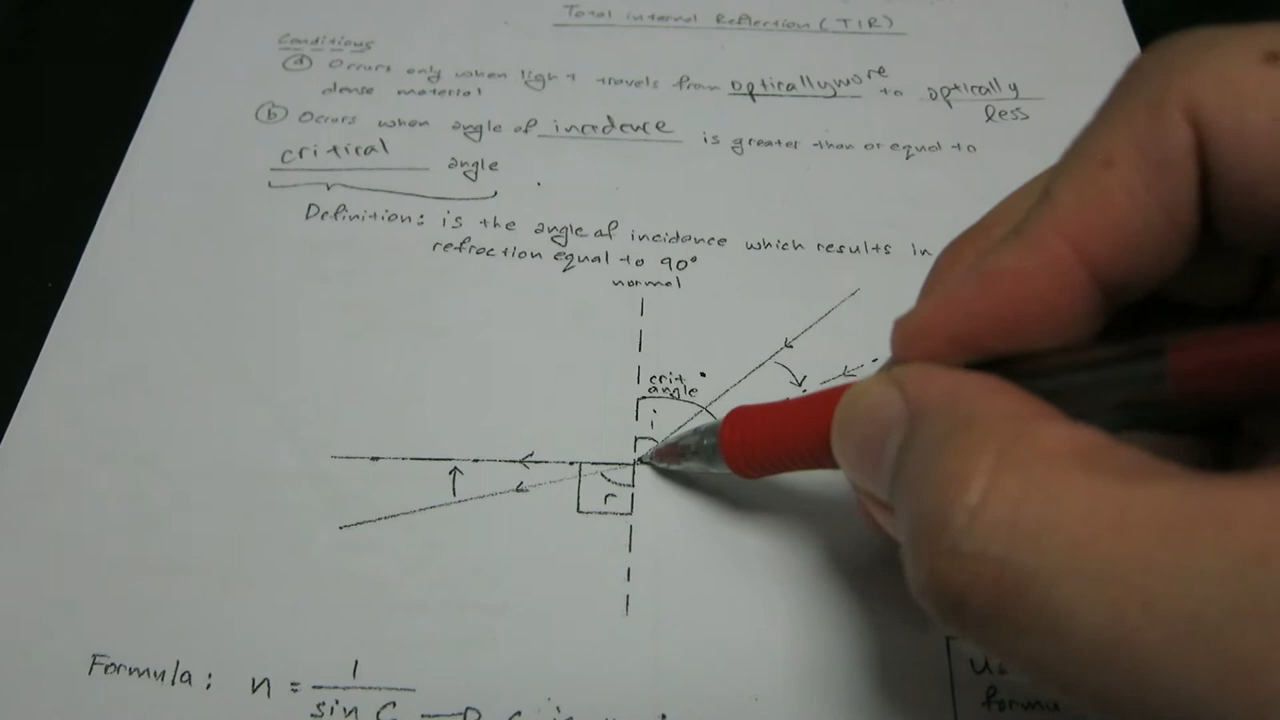 Total internal Reflection (TIR)
Conditions
(a) Occurs only when light travels from optically more to optically less
dense material
(b) Occurs when angle of incedence is greater than or equal to
critical angle
Definition: is the angle of incidence which results in
refraction equal to 90°
normal
crit.
angle
i
r
Formula: n = 1
sin C
formu